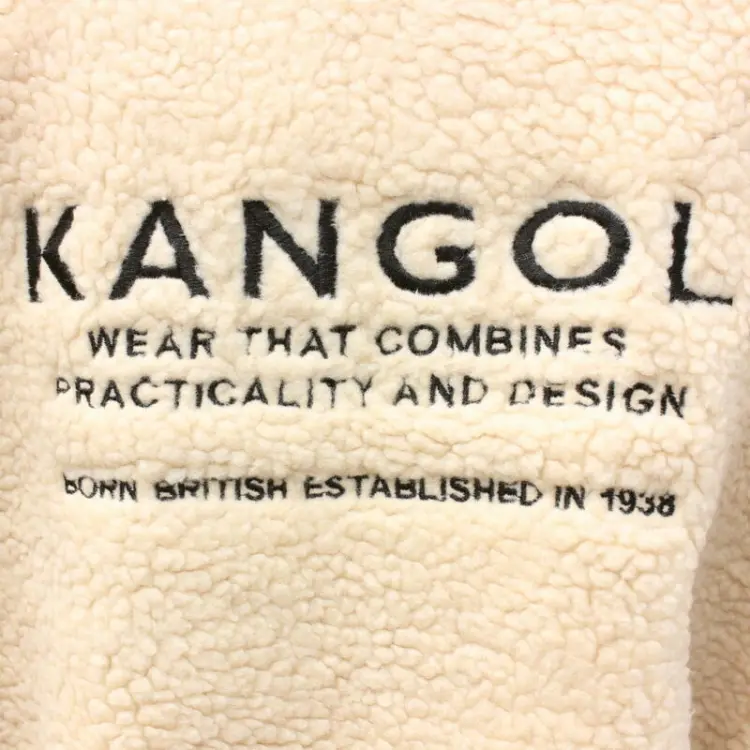 KANGOL
WEAR THAT COMBINES
PRACTICALITY AND DESIGN
BORN BRITISH ESTABLISHED IN 1938